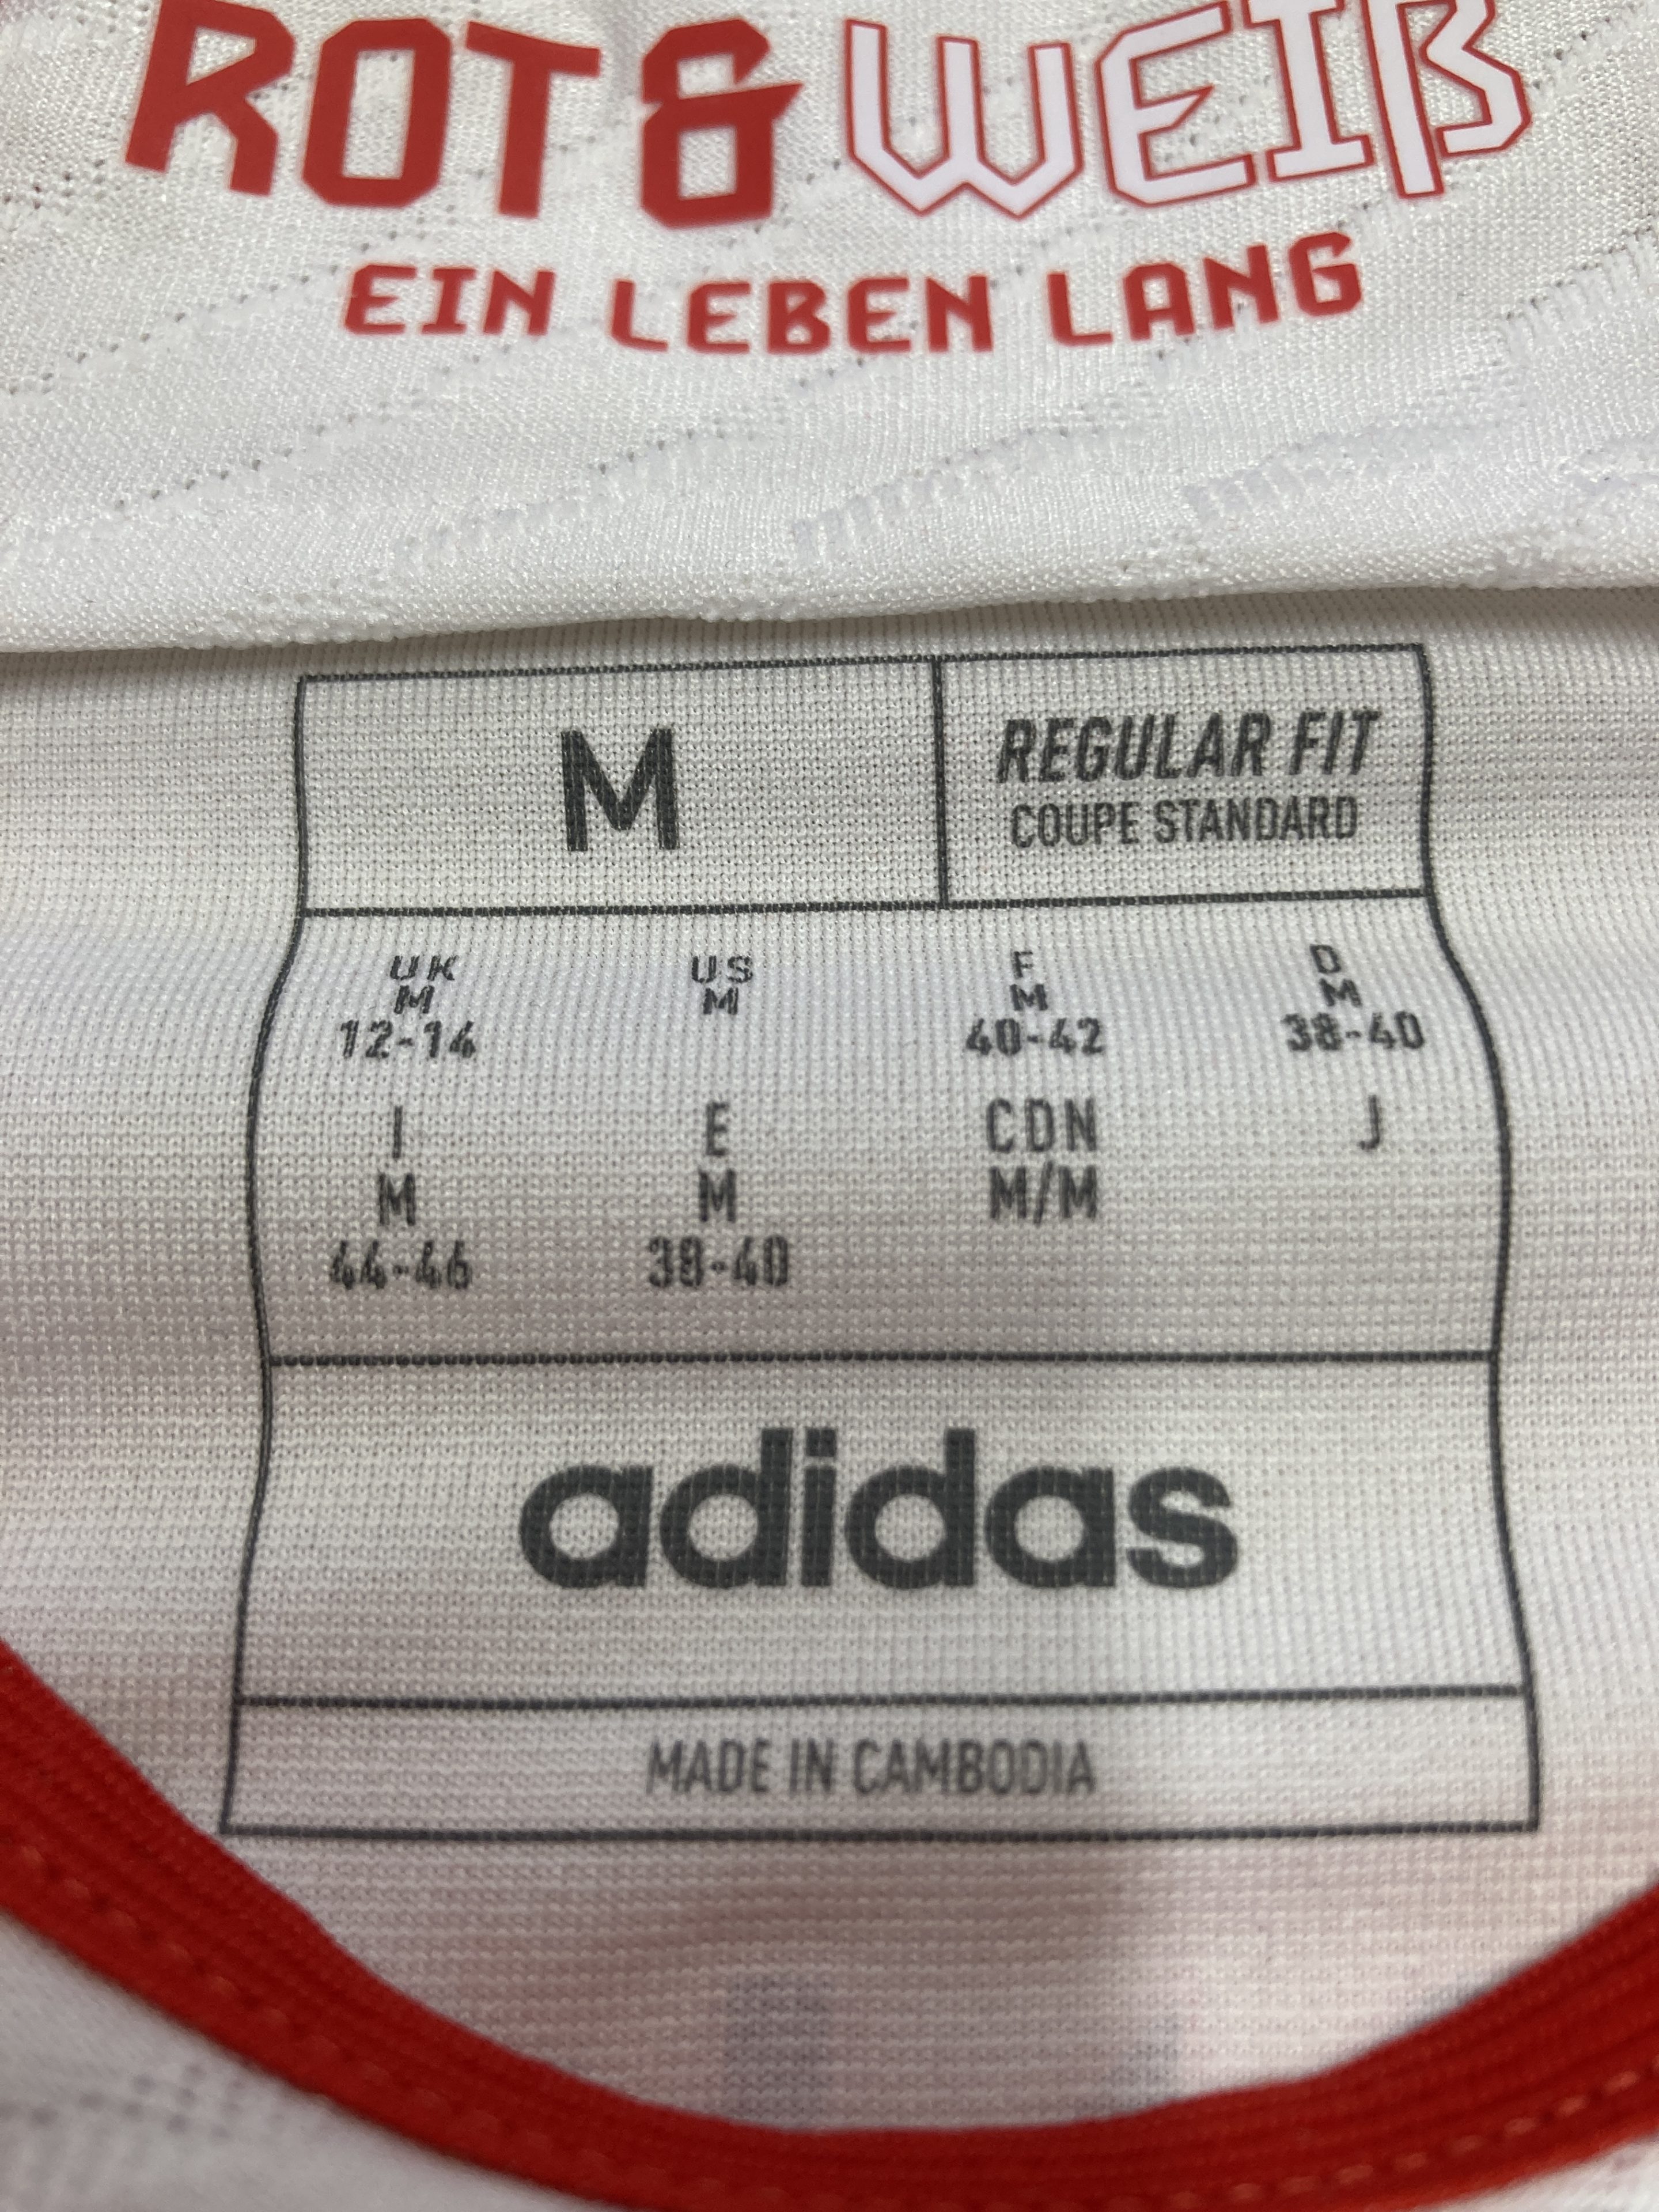 ROT & WEIß
EIN LEBEN LANG
M
REGULAR FIT
COUPE STANDARD
UK US F D
M M M M
12-14 40-42 38-40
I E CDN J
M M M/M
44-46 38-40
adidas
MADE IN CAMBODIA